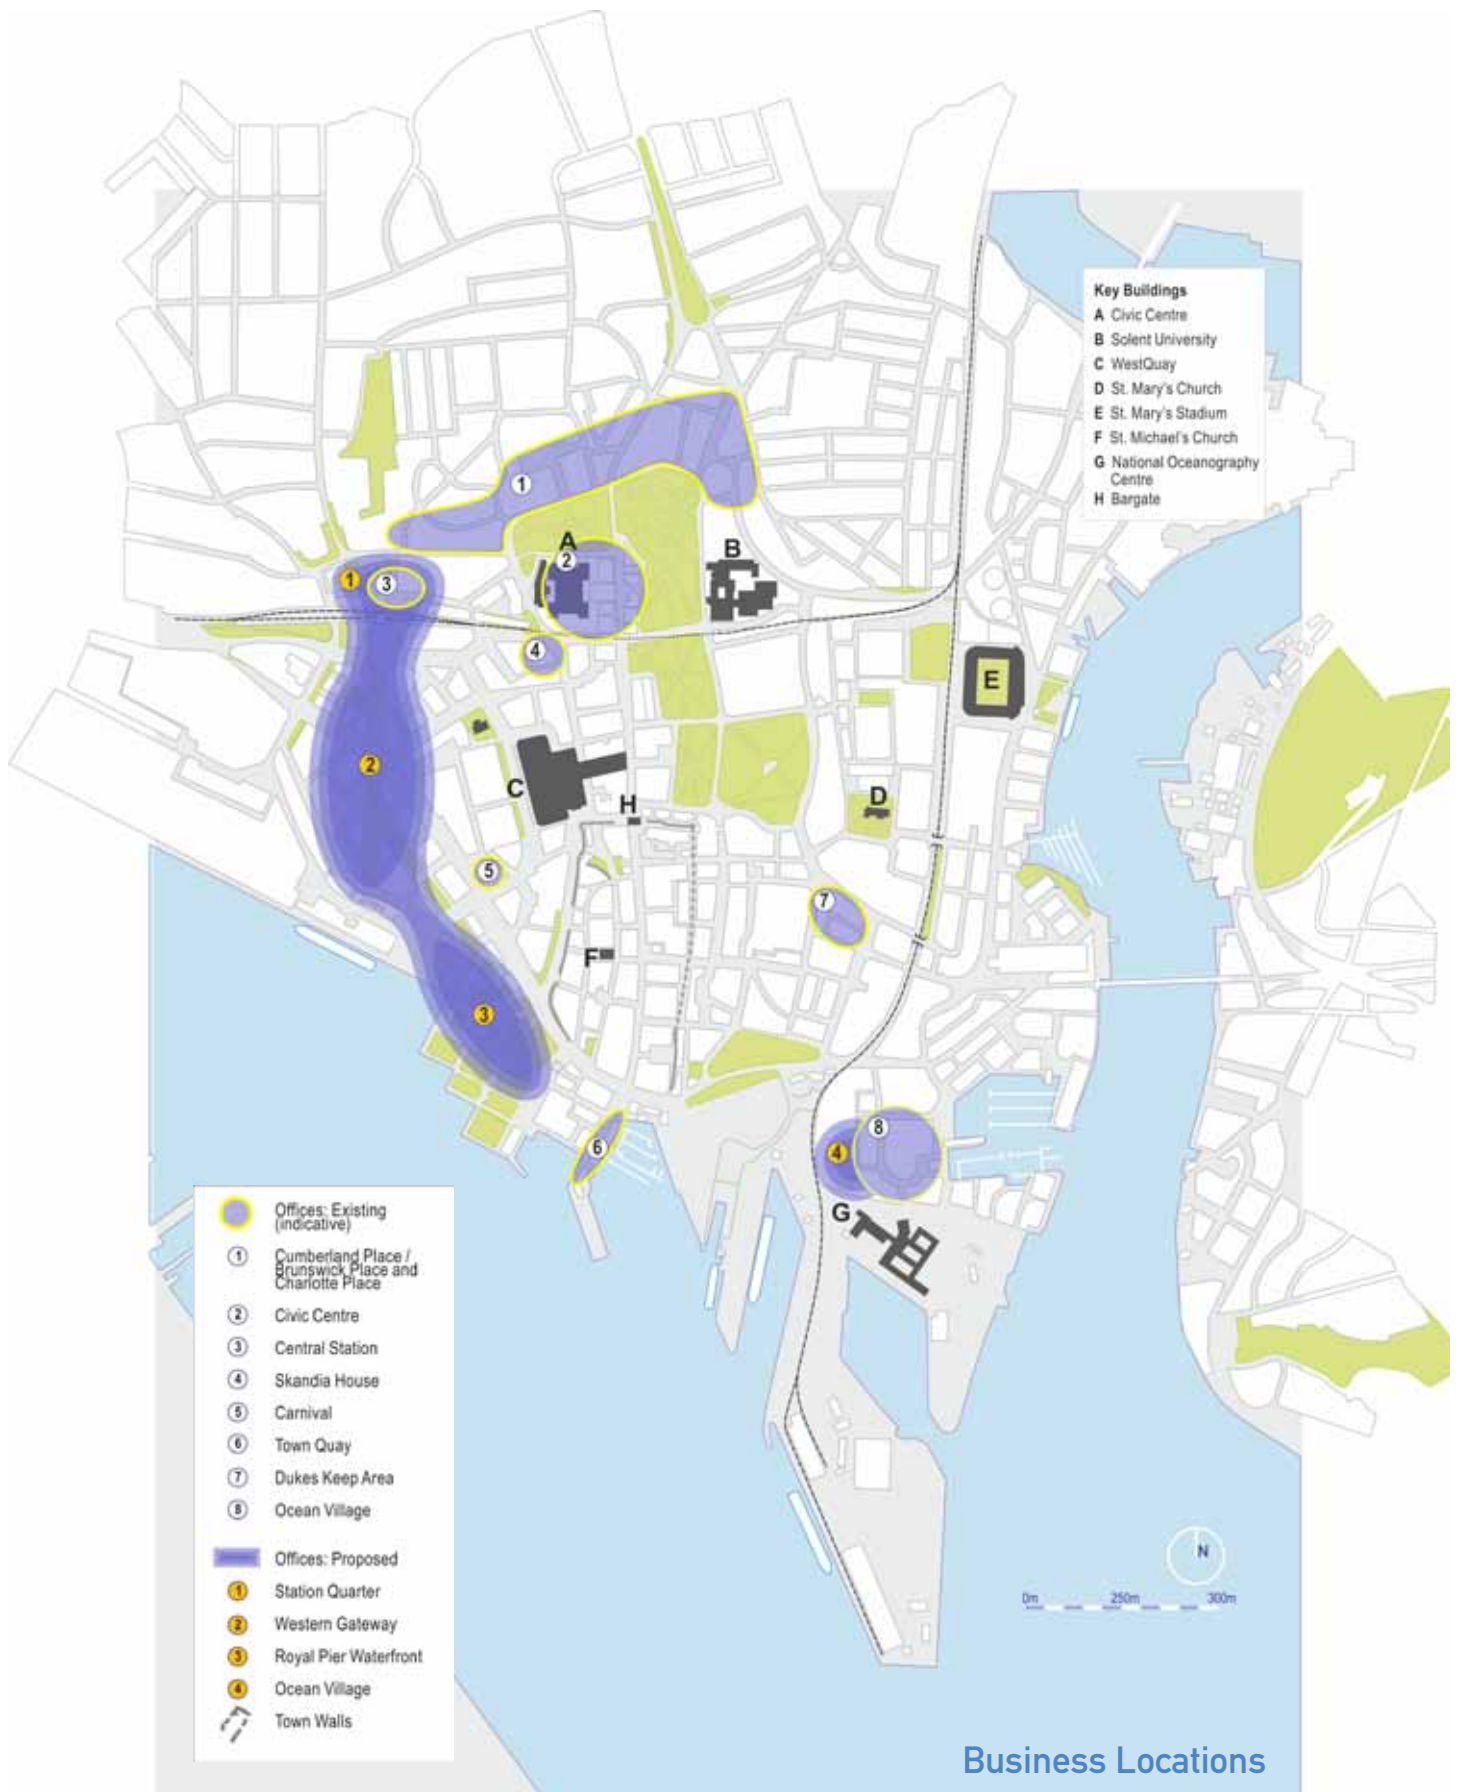 Key Buildings
A Civic Centre
B Solent University
C WestQuay
D St. Mary's Church
E St. Mary's Stadium
F St. Michael's Church
G National Oceanography
Centre
H Bargate
1
A
2
B
1
3
4
E
2
C
H
D
5
7
F
3
8
6
4
G
Offices: Existing
(indicative)
1 Cumberland Place /
Brunswick Place and
Charlotte Place
2 Civic Centre
3 Central Station
4 Skandia House
5 Carnival
6 Town Quay
7 Dukes Keep Area
8 Ocean Village
Offices: Proposed
1 Station Quarter
2 Western Gateway
3 Royal Pier Waterfront
4 Ocean Village
Town Walls
N
0m 250m 300m
Business Locations